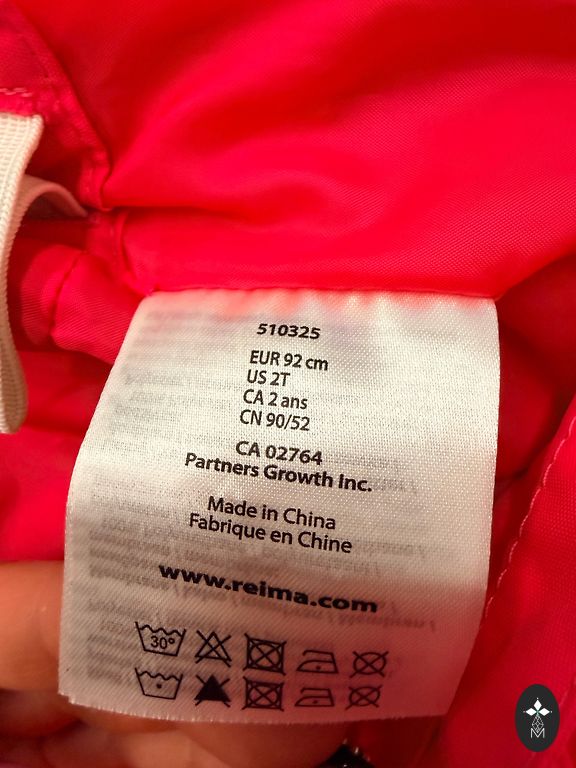 510325
EUR 92 cm
US 2T
CA 2 ans
CN 90/52
CA 02764
Partners Growth Inc.
Made in China
Fabrique en Chine
www.reima.com
30°